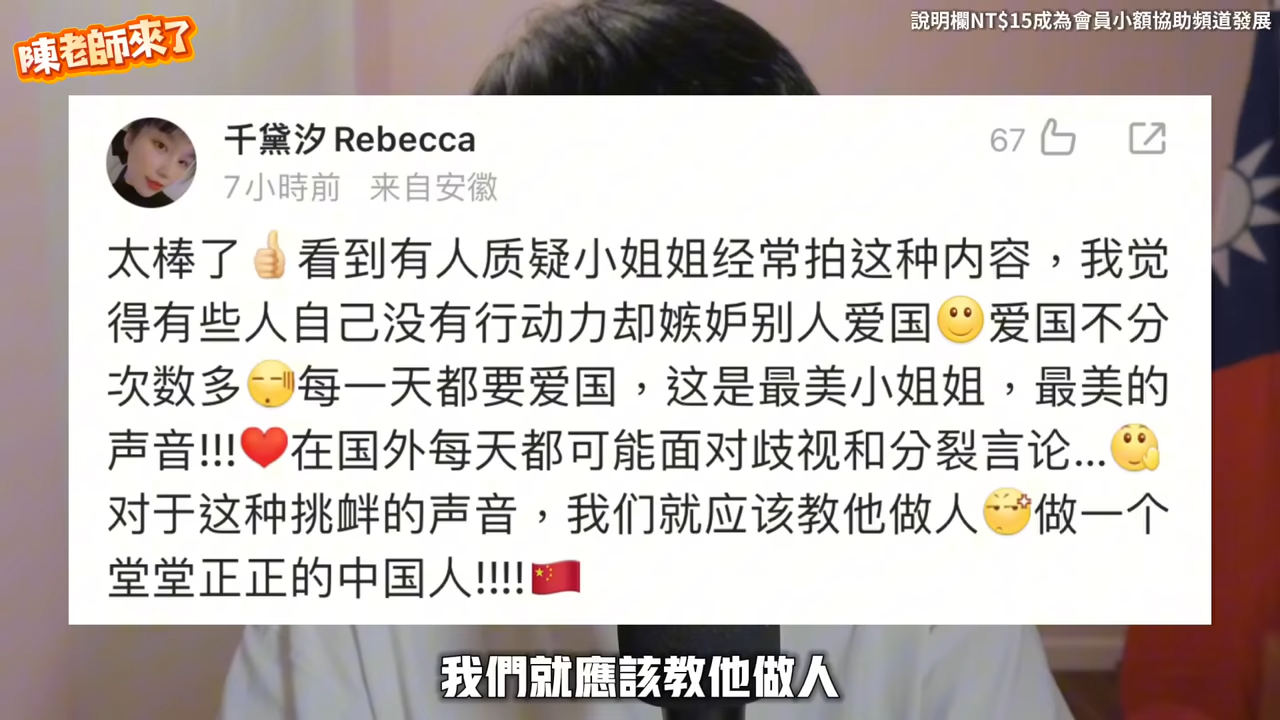 陳老師來了
說明欄NT$15成為會員小額協助頻道發展
千黛汐Rebecca
67
7小時前 来自安徽
太棒了👍🏻看到有人质疑小姐姐经常拍这种内容，我觉
得有些人自己没有行动力却嫉妒别人爱国🙂爱国不分
次数多😑每一天都要爱国，这是最美小姐姐，最美的
声音!!!❤️在国外每天都可能面对歧视和分裂言论...🤔
对于这种挑衅的声音，我们就应该教他做人😏做一个
堂堂正正的中国人!!!!🇨🇳
我們就應該教他做人